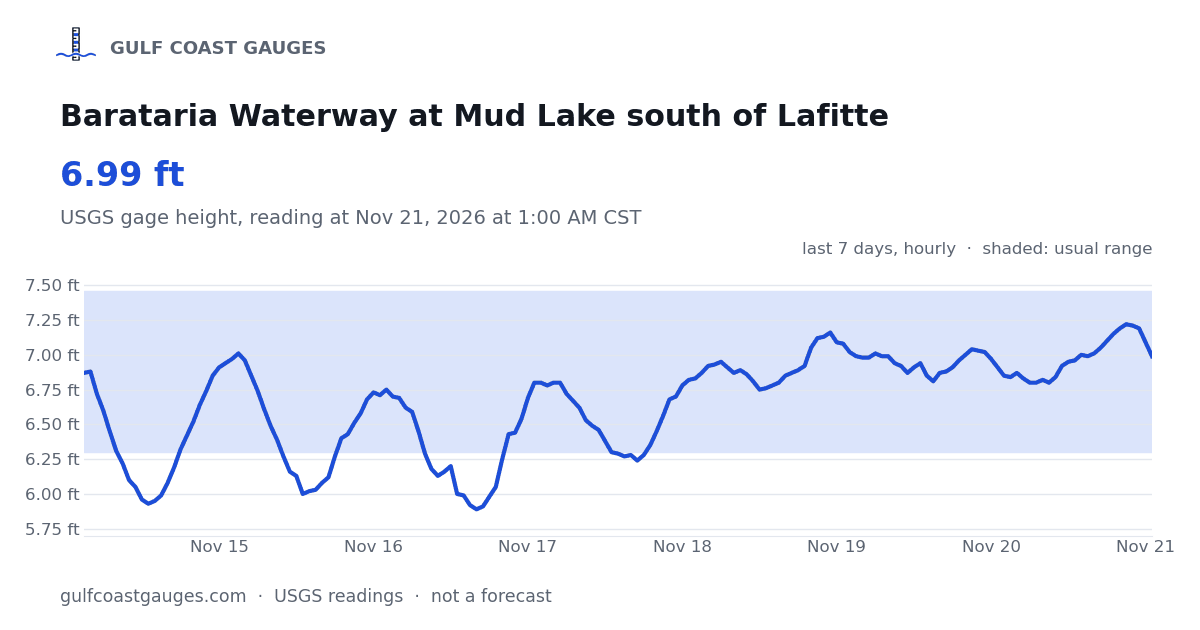 GULF COAST GAUGES
Barataria Waterway at Mud Lake south of Lafitte
6.99 ft
USGS gage height, reading at Nov 21, 2026 at 1:00 AM CST
last 7 days, hourly · shaded: usual range
7.50 ft
7.25 ft
7.00 ft
6.75 ft
6.50 ft
6.25 ft
6.00 ft
5.75 ft
Nov 15 Nov 16 Nov 17 Nov 18 Nov 19 Nov 20 Nov 21
gulfcoastgauges.com · USGS readings · not a forecast